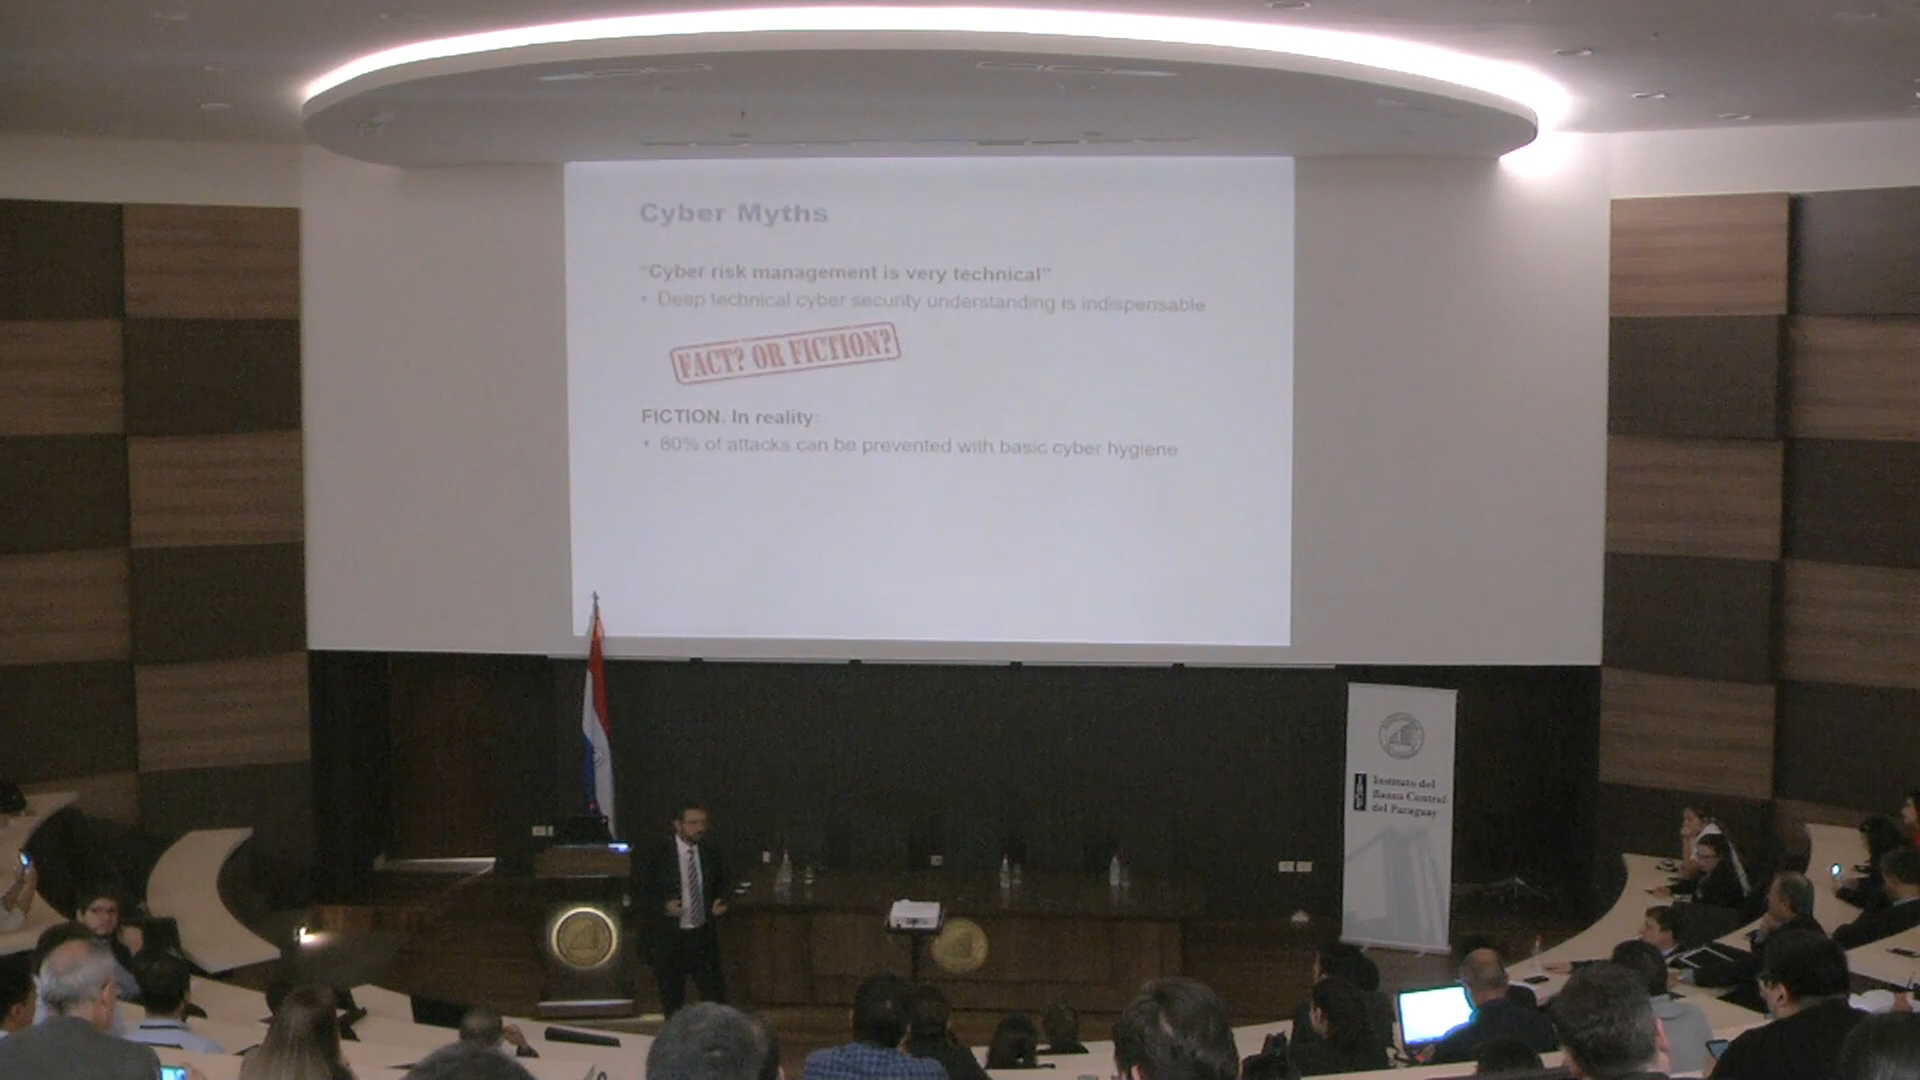 Cyber Myths
“Cyber risk management is very technical”
• Deep technical cyber security understanding is indispensable
FACT? OR FICTION?
FICTION. In reality:
• 80% of attacks can be prevented with basic cyber hygiene
Instituto del
Banco Central
del Paraguay